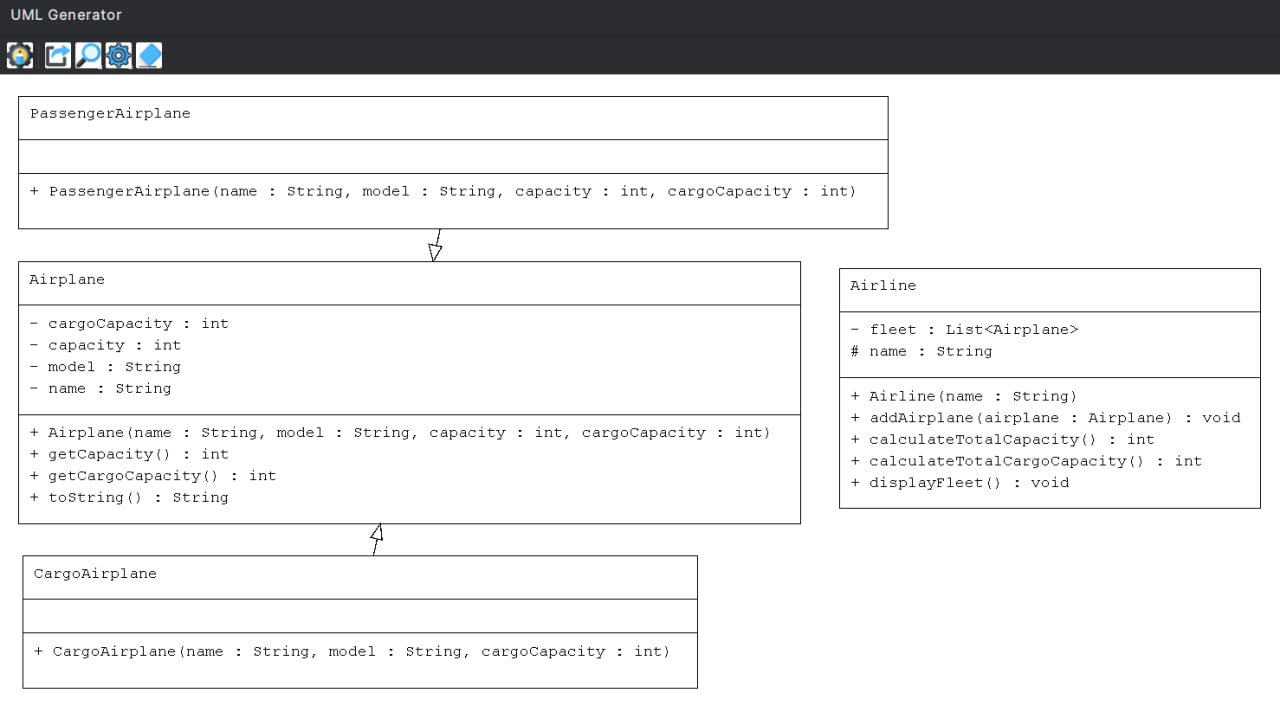 UML Generator
PassengerAirplane
+ PassengerAirplane(name : String, model : String, capacity : int, cargoCapacity : int)
Airplane
- cargoCapacity : int
- capacity : int
- model : String
- name : String
+ Airplane(name : String, model : String, capacity : int, cargoCapacity : int)
+ getCapacity() : int
+ getCargoCapacity() : int
+ toString() : String
Airline
- fleet : List<Airplane>
# name : String
+ Airline(name : String)
+ addAirplane(airplane : Airplane) : void
+ calculateTotalCapacity() : int
+ calculateTotalCargoCapacity() : int
+ displayFleet() : void
CargoAirplane
+ CargoAirplane(name : String, model : String, cargoCapacity : int)